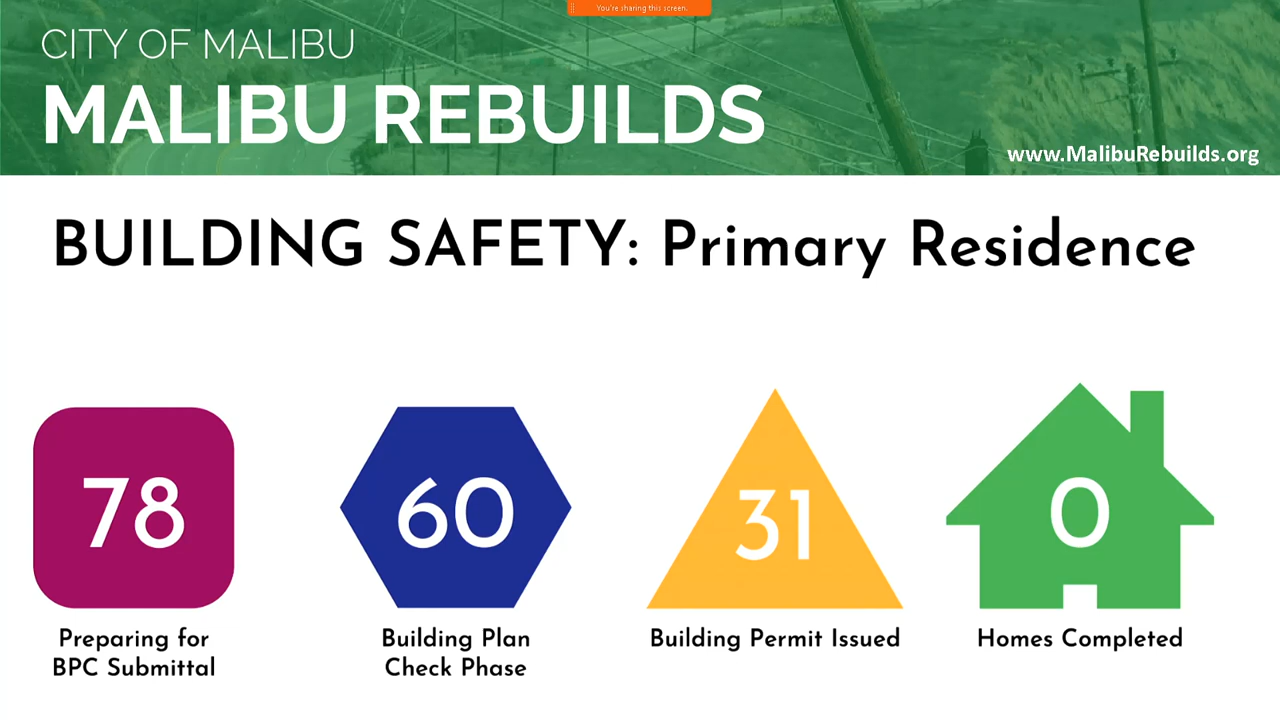 You're sharing this screen.
CITY OF MALIBU
MALIBU REBUILDS
www.MalibuRebuilds.org
BUILDING SAFETY: Primary Residence
78
60
31
0
Preparing for
BPC Submittal
Building Plan
Check Phase
Building Permit Issued
Homes Completed